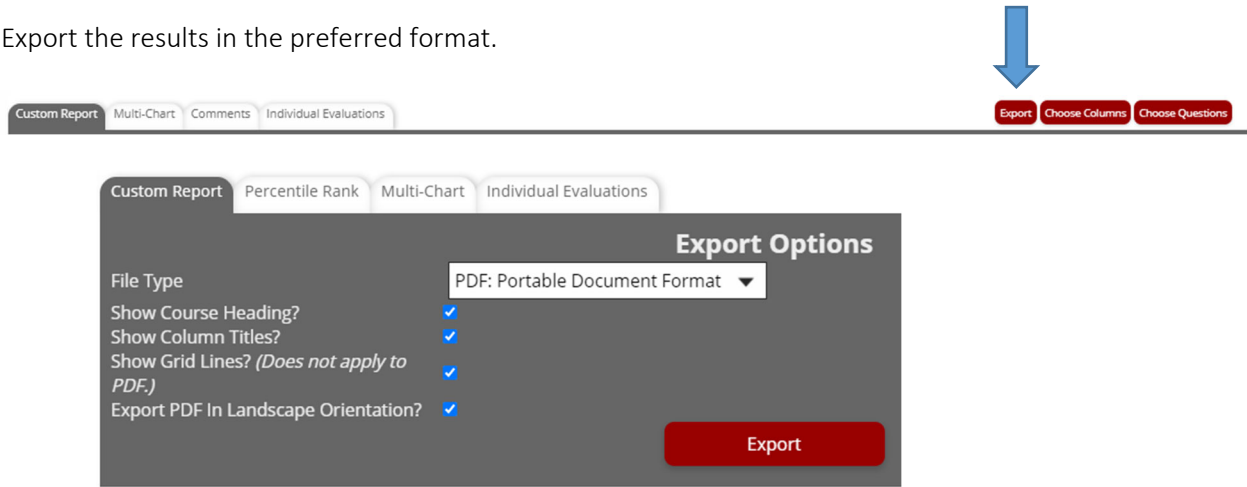 Export the results in the preferred format.
Custom Report Multi-Chart Comments Individual Evaluations Export Choose Columns Choose Questions
Custom Report Percentile Rank Multi-Chart Individual Evaluations
Export Options
File Type PDF: Portable Document Format
Show Course Heading?
Show Column Titles?
Show Grid Lines? (Does not apply to
PDF.)
Export PDF In Landscape Orientation?
Export